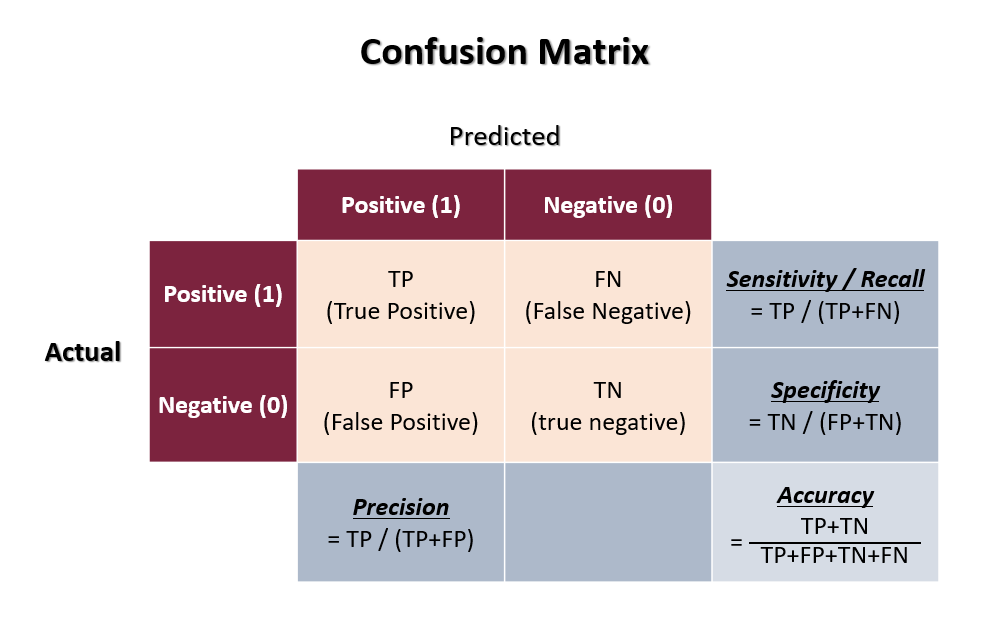 Confusion Matrix
Predicted
Positive (1)
Negative (0)
Positive (1)
TP
(True Positive)
FN
(False Negative)
Sensitivity / Recall
= TP / (TP+FN)
Actual
Negative (0)
FP
(False Positive)
TN
(true negative)
Specificity
= TN / (FP+TN)
Precision
= TP / (TP+FP)
Accuracy
TP+TN
=
TP+FP+TN+FN